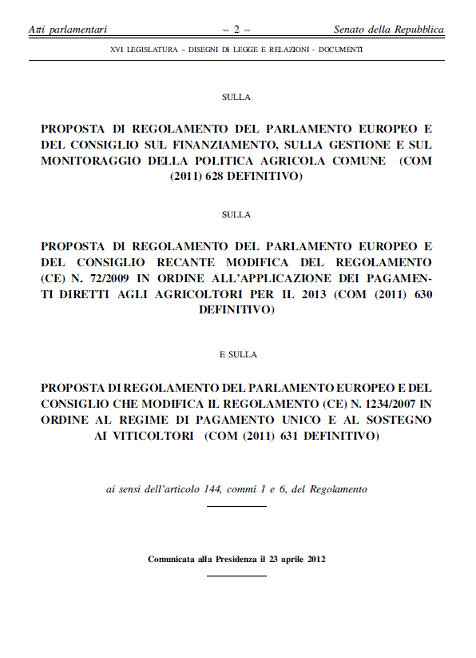 Atti parlamentari – 2 – Senato della Repubblica
XVI LEGISLATURA – DISEGNI DI LEGGE E RELAZIONI - DOCUMENTI
SULLA
PROPOSTA DI REGOLAMENTO DEL PARLAMENTO EUROPEO E
DEL CONSIGLIO SUL FINANZIAMENTO, SULLA GESTIONE E SUL
MONITORAGGIO DELLA POLITICA AGRICOLA COMUNE (COM
(2011) 628 DEFINITIVO)
SULLA
PROPOSTA DI REGOLAMENTO DEL PARLAMENTO EUROPEO E
DEL CONSIGLIO RECANTE MODIFICA DEL REGOLAMENTO
(CE) N. 72/2009 IN ORDINE ALL'APPLICAZIONE DEI PAGAMEN-
TI DIRETTI AGLI AGRICOLTORI PER IL 2013 (COM (2011) 630
DEFINITIVO)
E SULLA
PROPOSTA DI REGOLAMENTO DEL PARLAMENTO EUROPEO E DEL
CONSIGLIO CHE MODIFICA IL REGOLAMENTO (CE) N. 1234/2007 IN
ORDINE AL REGIME DI PAGAMENTO UNICO E AL SOSTEGNO
AI VITICOLTORI (COM (2011) 631 DEFINITIVO)
ai sensi dell'articolo 144, commi 1 e 6, del Regolamento
Comunicata alla Presidenza il 23 aprile 2012